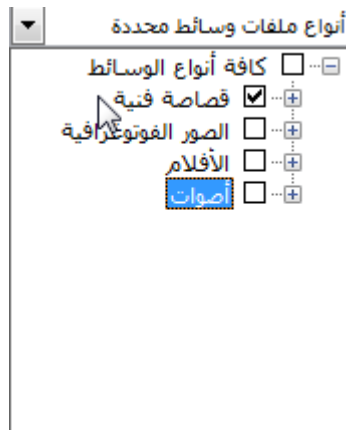 أنواع ملفات وسائط محددة
كافة أنواع الوسائط
قصاصة فنية
الصور الفوتوغرافية
الأفلام
أصوات